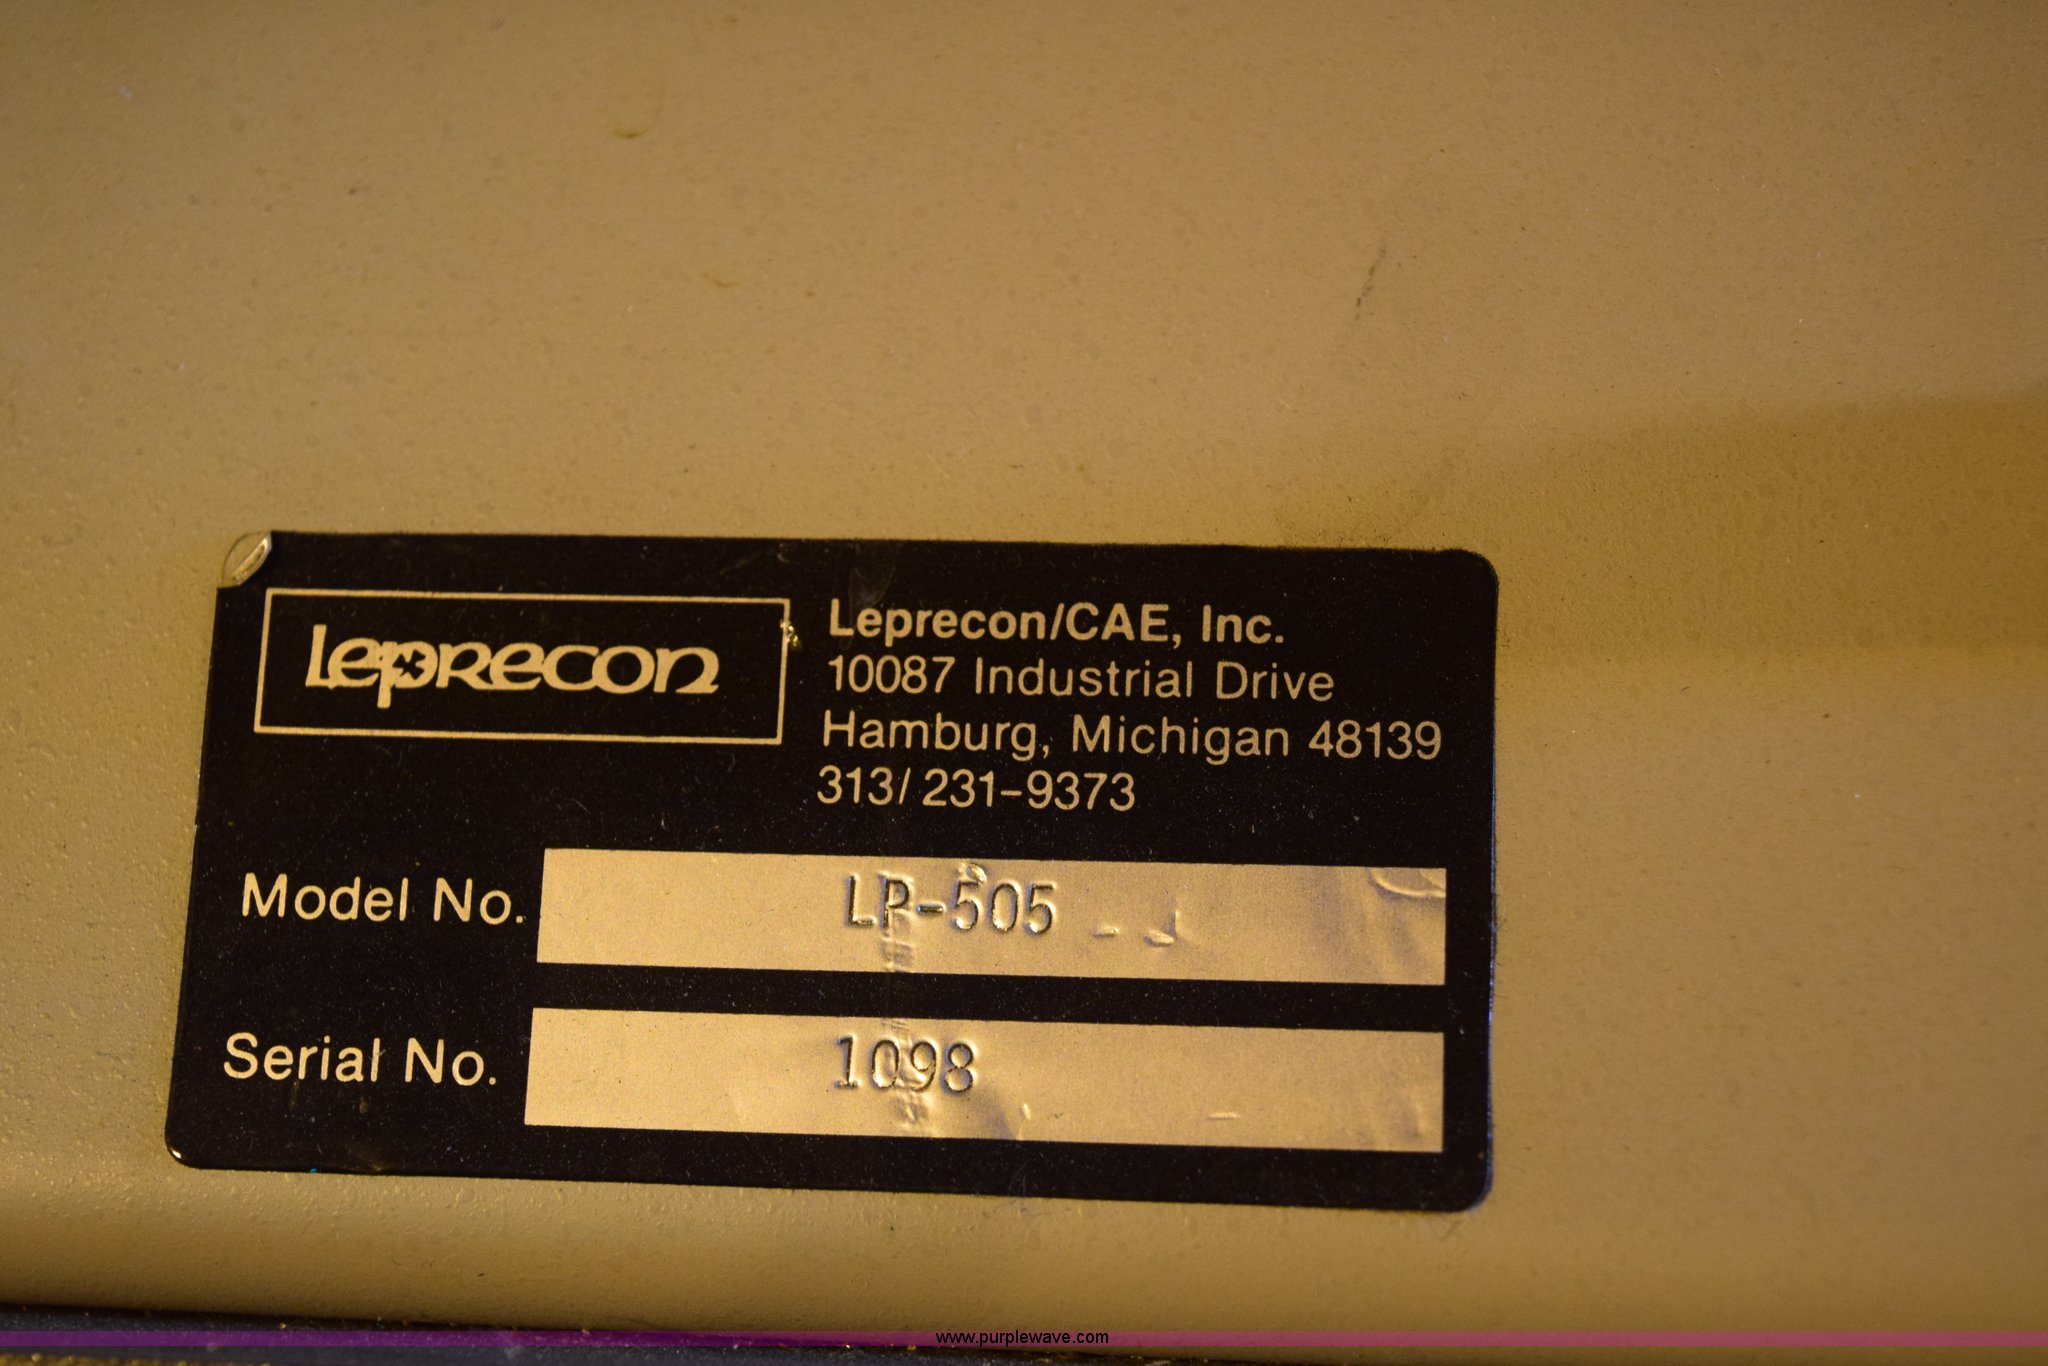 Leprecon
Leprecon/CAE, Inc.
10087 Industrial Drive
Hamburg, Michigan 48139
313/231-9373
Model No. LP-505
Serial No. 1098
www.purplewave.com